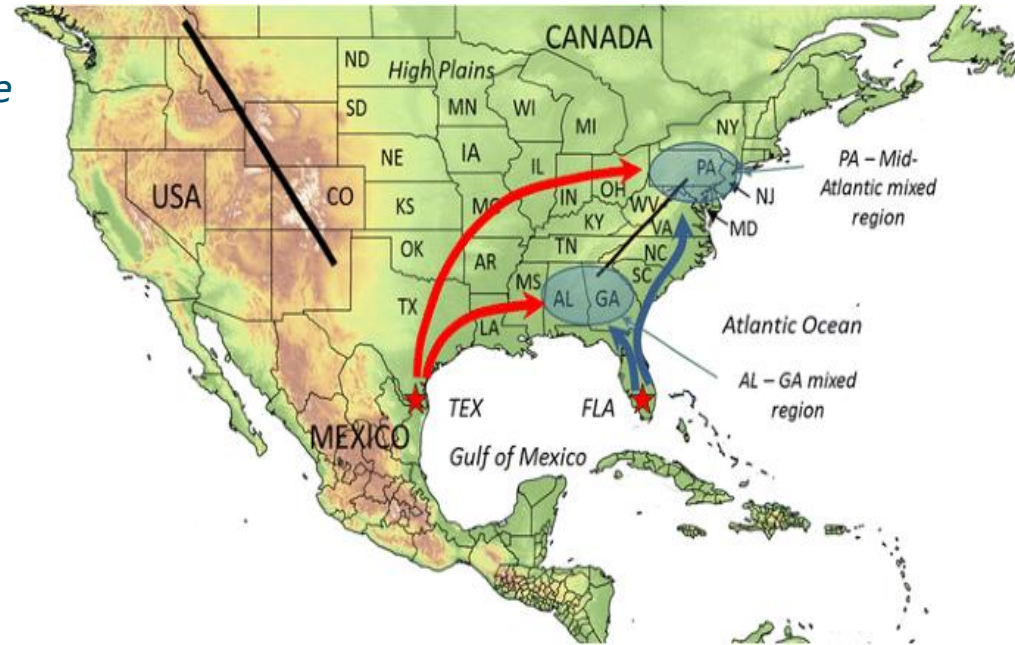 e
CANADA
ND
High Plains
SD
MN
WI
MI
NY
NE
IA
IL
IN
OH
PA
PA – Mid-
Atlantic mixed
region
USA
CO
KS
MO
KY
WV
VA
NJ
MD
OK
AR
TN
NC
SC
TX
MS
AL
GA
LA
Atlantic Ocean
AL – GA mixed
region
TEX
FLA
MEXICO
Gulf of Mexico